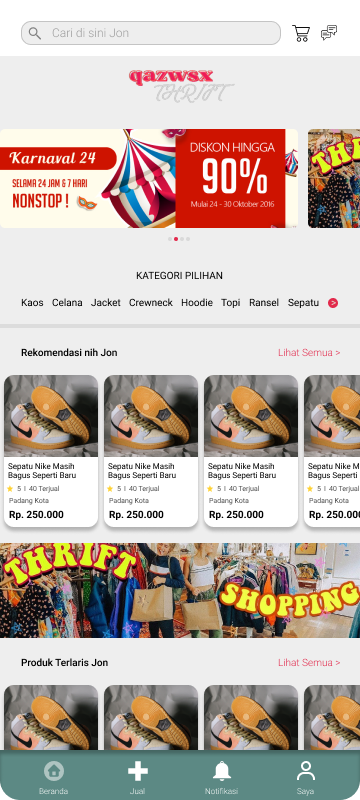 Cari di sini Jon
qazwsx
THRIFT
Karnaval 24
SELAMA 24 JAM & 7 HARI
NONSTOP !
DISKON HINGGA
90%
Mulai 24 - 30 Oktober 2016
KATEGORI PILIHAN
Kaos Celana Jacket Crewneck Hoodie Topi Ransel Sepatu >
Rekomendasi nih Jon Lihat Semua >
Sepatu Nike Masih
Bagus Seperti Baru
5 I 40 Terjual
Padang Kota
Rp. 250.000
Sepatu Nike Masih
Bagus Seperti Baru
5 I 40 Terjual
Padang Kota
Rp. 250.000
Sepatu Nike Masih
Bagus Seperti Baru
5 I 40 Terjual
Padang Kota
Rp. 250.000
Sepatu Nike
Bagus Seperti
5 I 40 Terjual
Padang Kota
Rp. 250.000
THRIFT
SHOPPING
Produk Terlaris Jon Lihat Semua >
Beranda Jual Notifikasi Saya